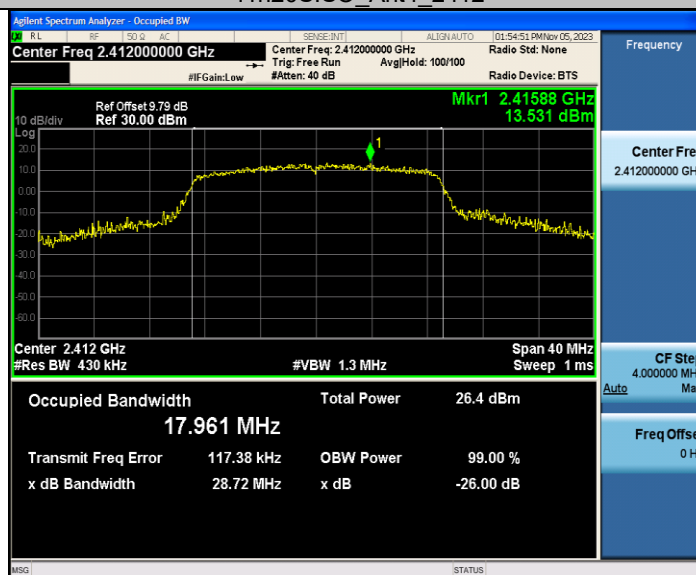 Agilent Spectrum Analyzer - Occupied BW
RL RF 50 Ω AC SENSE:INT ALIGN AUTO 01:54:51 PM Nov 05, 2023
Center Freq 2.412000000 GHz
Center Freq: 2.412000000 GHz
Radio Std: None
Trig: Free Run Avg|Hold: 100/100
#IFGain:Low
#Atten: 40 dB
Radio Device: BTS
Frequency
Ref Offset 9.79 dB
Mkr1 2.41588 GHz
10 dB/div Ref 30.00 dBm
13.531 dBm
Log
20.0
1
10.0
0.00
-10.0
-20.0
-30.0
-40.0
-50.0
-60.0
Center Fre
2.412000000 GH
Center 2.412 GHz
Span 40 MHz
#Res BW 430 kHz
#VBW 1.3 MHz
Sweep 1 ms
CF Ste
4.000000 MH
Auto Ma
Occupied Bandwidth
Total Power 26.4 dBm
17.961 MHz
Freq Offse
0 H
Transmit Freq Error 117.38 kHz
OBW Power 99.00 %
x dB Bandwidth 28.72 MHz
x dB -26.00 dB
MSG
STATUS